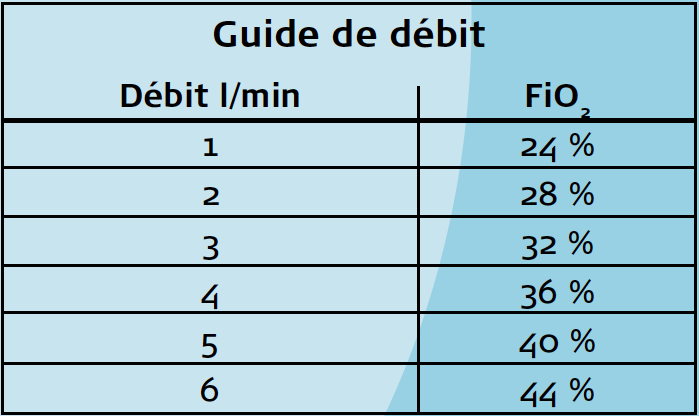 Guide de débit
Débit l/min FiO₂
1 24 %
2 28 %
3 32 %
4 36 %
5 40 %
6 44 %